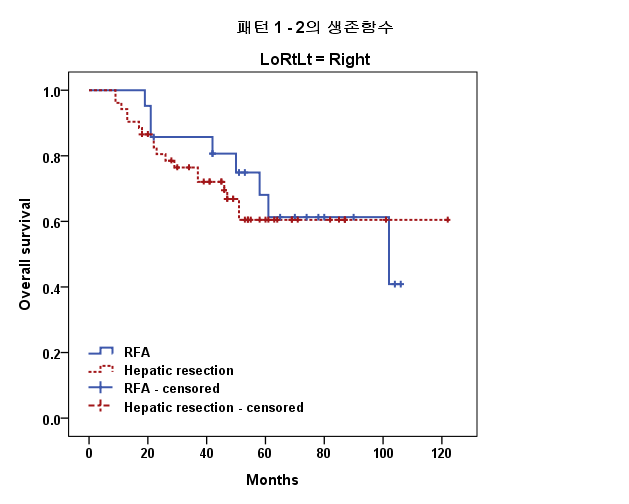 패턴 1 - 2의 생존함수
LoRtLt = Right
Overall survival
1.0
0.8
0.6
0.4
0.2
0.0
RFA
Hepatic resection
RFA - censored
Hepatic resection - censored
0 20 40 60 80 100 120
Months